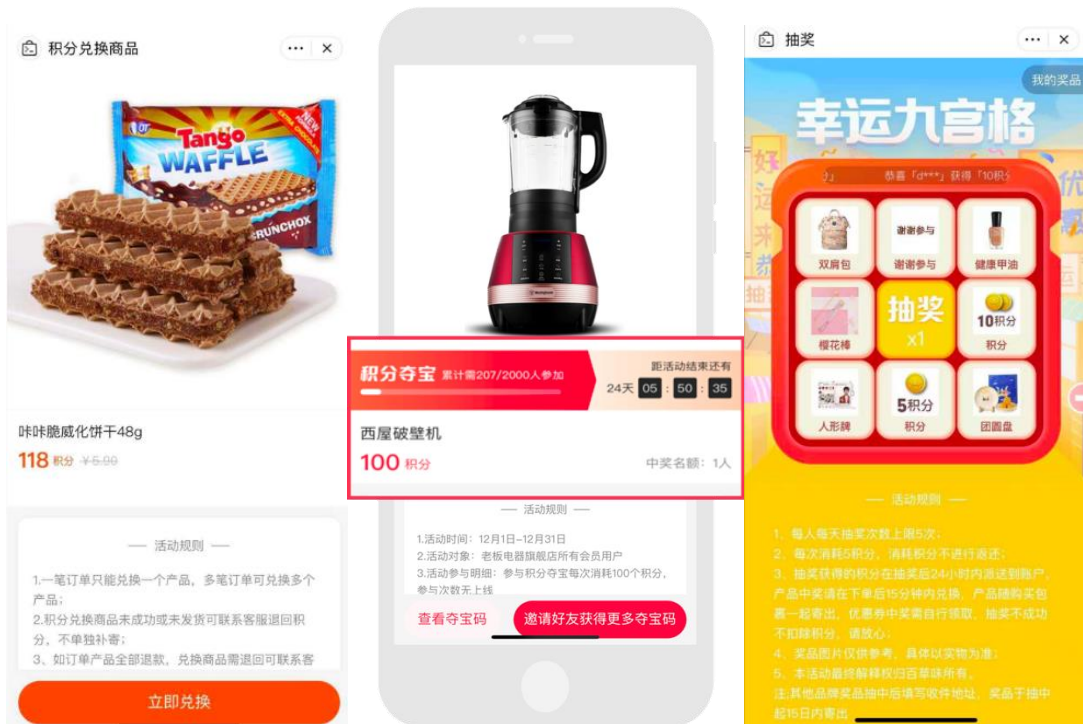 积分兑换商品
NEW
EXTRA CHOCOLATE
OT
Tango
WAFFLE
CRUNCHOX
咔咔脆威化饼干48g
118 积分 ¥5.90
活动规则
1.一笔订单只能兑换一个产品，多笔订单可兑换多个
产品；
2.积分兑换商品未成功或未发货可联系客服退回积
分，不单独补寄；
3、如订单产品全部退款，兑换商品需退回可联系客
立即兑换
积分夺宝 累计需207/2000人参加
距活动结束还有
24天 05 : 50 : 35
西屋破壁机
100 积分
中奖名额：1人
活动规则
1.活动时间：12月1日-12月31日
2.活动对象：老板电器旗舰店所有会员用户
3.活动参与明细：参与积分夺宝每次消耗100个积分，
参与次数无上线
查看夺宝码
邀请好友获得更多夺宝码
抽奖
我的奖品
幸运九宫格
好运来
恭喜「d***」获得「10积分
双肩包
谢谢参与
谢谢参与
健康甲油
樱花棒
抽奖
x1
10积分
积分
人形牌
5积分
积分
团圆盘
活动规则
1、每人每天抽奖次数上限5次；
2、每次消耗5积分，消耗积分不进行返还；
3、抽奖获得的积分在抽奖后24小时内派送到账户，
产品中奖请在下单后15分钟内兑换，产品随购买包
裹一起寄出，优惠券中奖需自行领取，抽奖不成功
不扣除积分，请放心；
4、奖品图片仅供参考，具体以实物为准；
5、本活动最终解释权归百草味所有。
注:其他品牌奖品抽中后填写收件地址，奖品于抽中
起15日内寄出